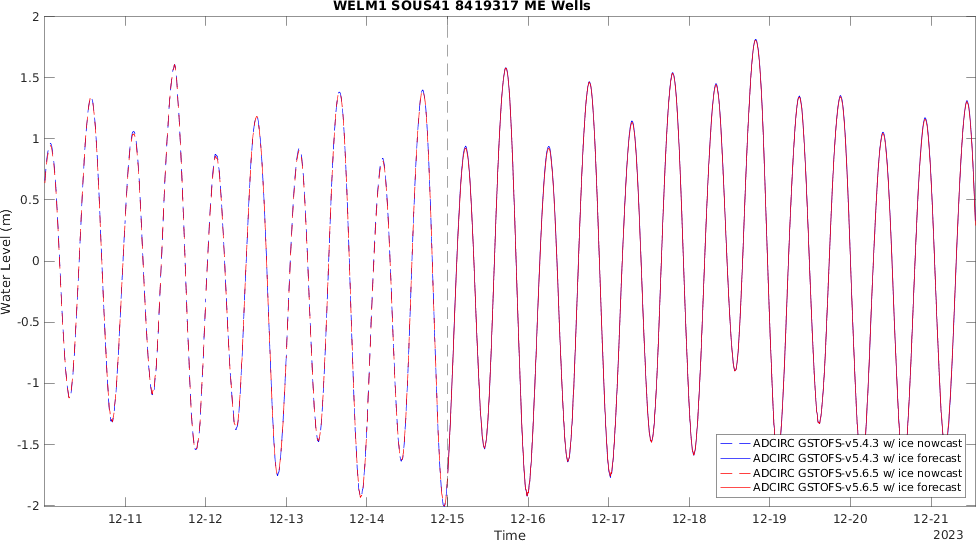 WELM1 SOUS41 8419317 ME Wells
2
1.5
1
0.5
0
-0.5
-1
-1.5
-2
Water Level (m)
12-11 12-12 12-13 12-14 12-15 12-16 12-17 12-18 12-19 12-20 12-21
2023
Time
ADCIRC GSTOFS-v5.4.3 w/ ice nowcast
ADCIRC GSTOFS-v5.4.3 w/ ice forecast
ADCIRC GSTOFS-v5.6.5 w/ ice nowcast
ADCIRC GSTOFS-v5.6.5 w/ ice forecast